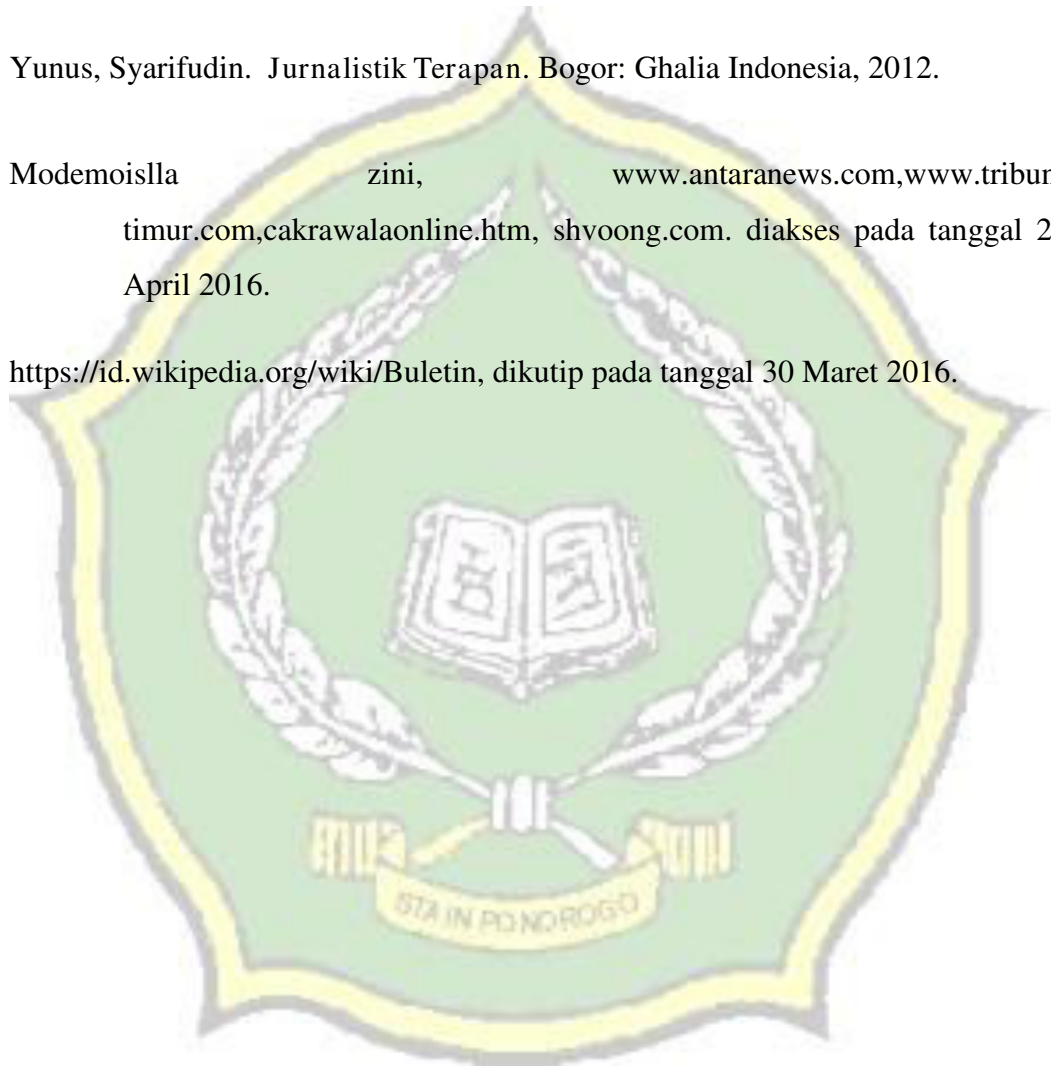 Yunus, Syarifudin. Jurnalistik Terapan. Bogor: Ghalia Indonesia, 2012.
Modemoislla zini, www.antaranews.com,www.tribun
timur.com,cakrawalaonline.htm, shvoong.com. diakses pada tanggal 2
April 2016.
https://id.wikipedia.org/wiki/Buletin, dikutip pada tanggal 30 Maret 2016.
STAIN PONOROGO